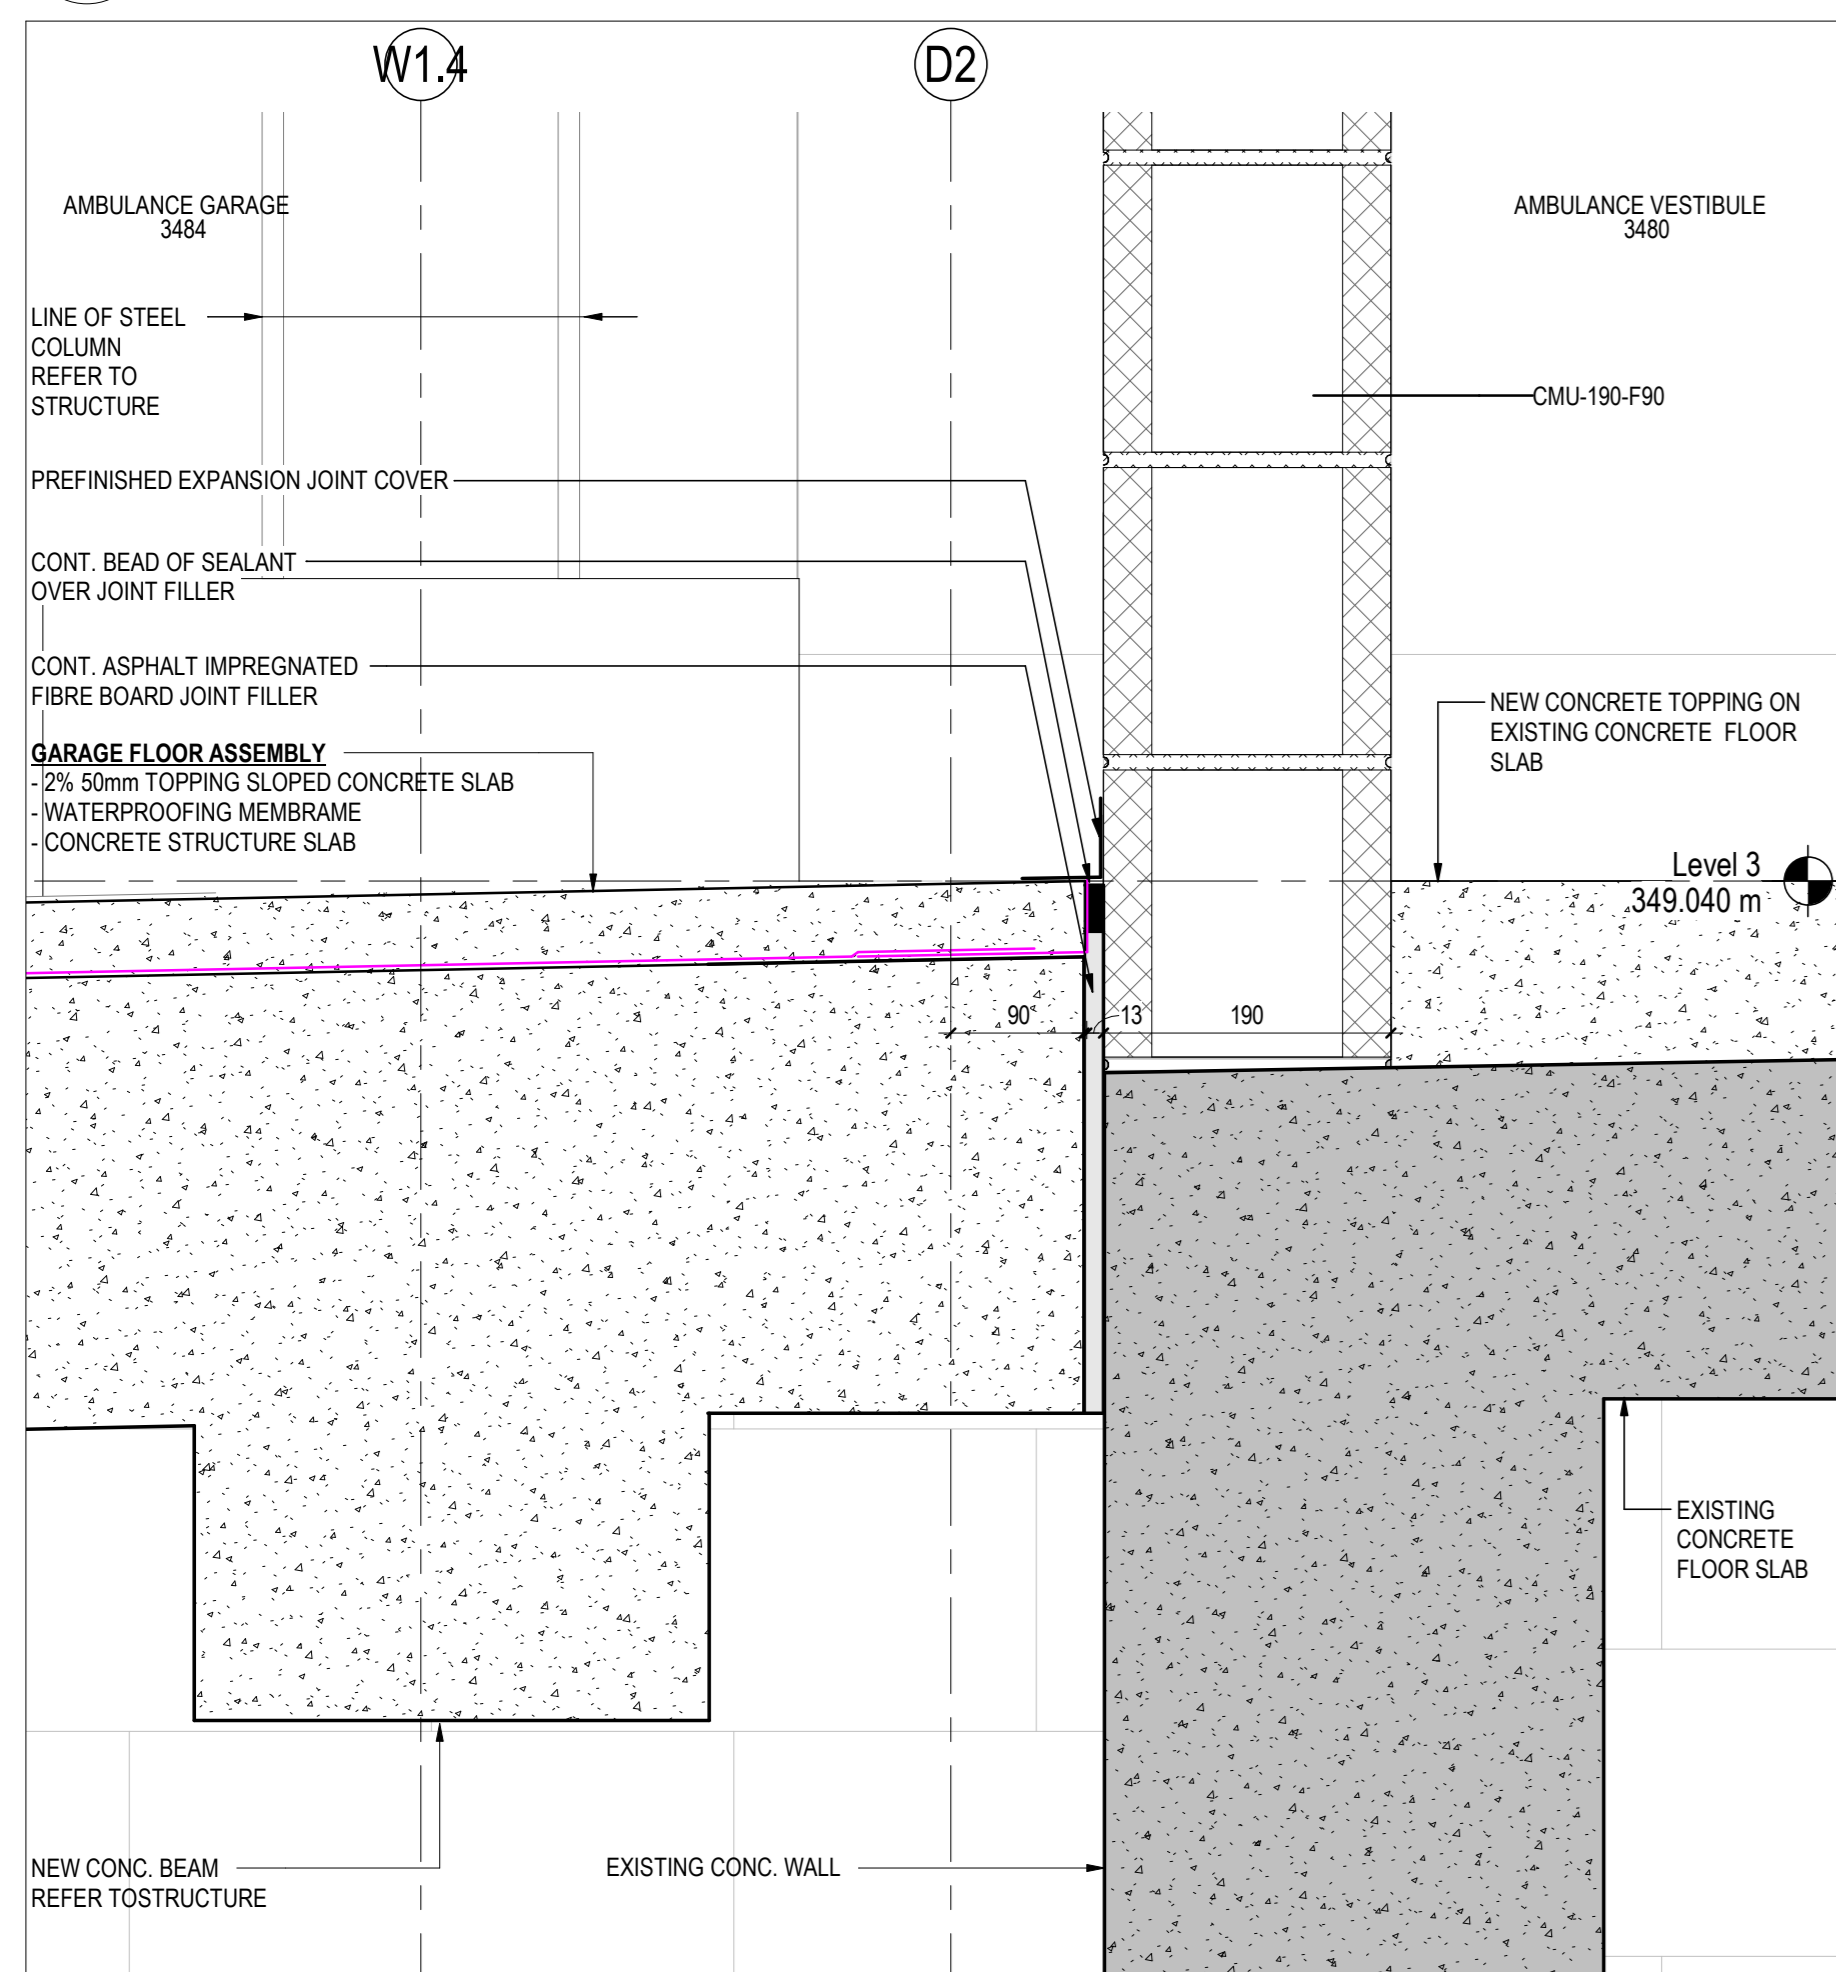 W1.4
D2
AMBULANCE GARAGE
3484
AMBULANCE VESTIBULE
3480
LINE OF STEEL
COLUMN
REFER TO
STRUCTURE
CMU-190-F90
PREFINISHED EXPANSION JOINT COVER
CONT. BEAD OF SEALANT
OVER JOINT FILLER
CONT. ASPHALT IMPREGNATED
FIBRE BOARD JOINT FILLER
NEW CONCRETE TOPPING ON
EXISTING CONCRETE FLOOR
SLAB
GARAGE FLOOR ASSEMBLY
- 2% 50mm TOPPING SLOPED CONCRETE SLAB
- WATERPROOFING MEMBRAME
- CONCRETE STRUCTURE SLAB
Level 3
349.040 m
90
13
190
EXISTING
CONCRETE
FLOOR SLAB
NEW CONC. BEAM
REFER TOSTRUCTURE
EXISTING CONC. WALL